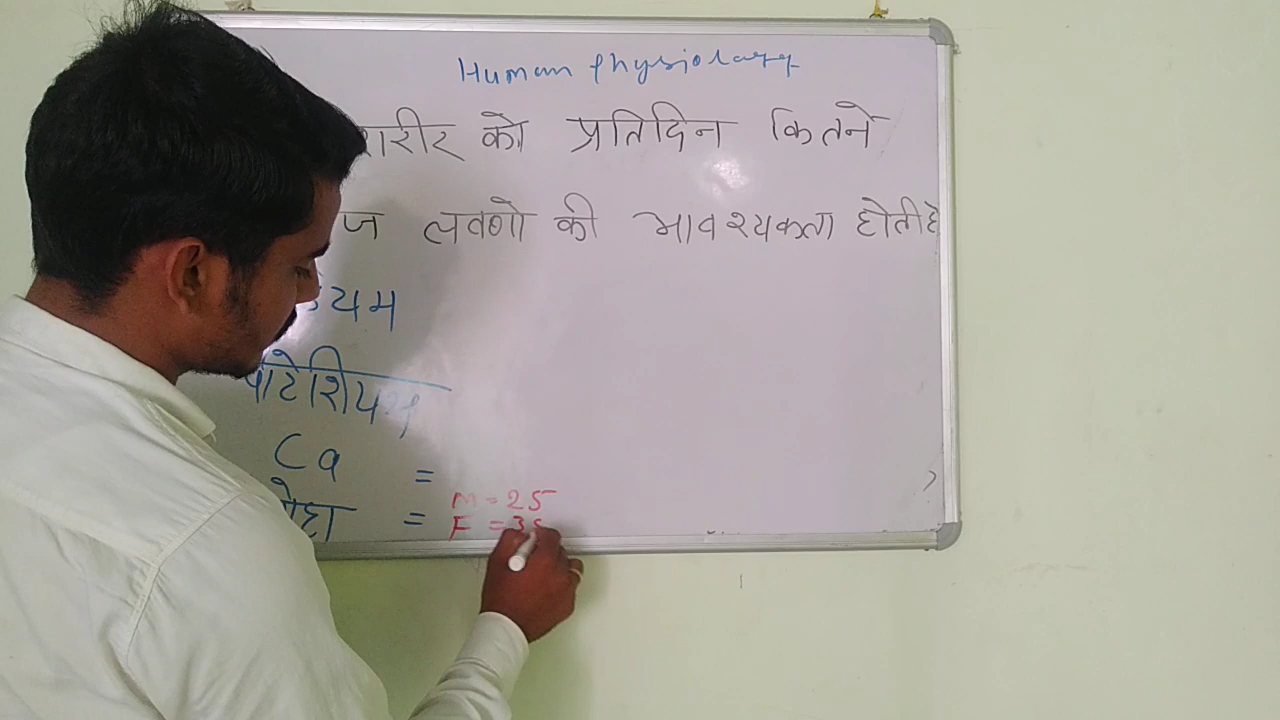 Human Physiology
शरीर को प्रतिदिन कितने
ज लवणो की आवश्यकता होती है
यम
पोटेशियम
Ca =
लोहा = M = 25
F = 35